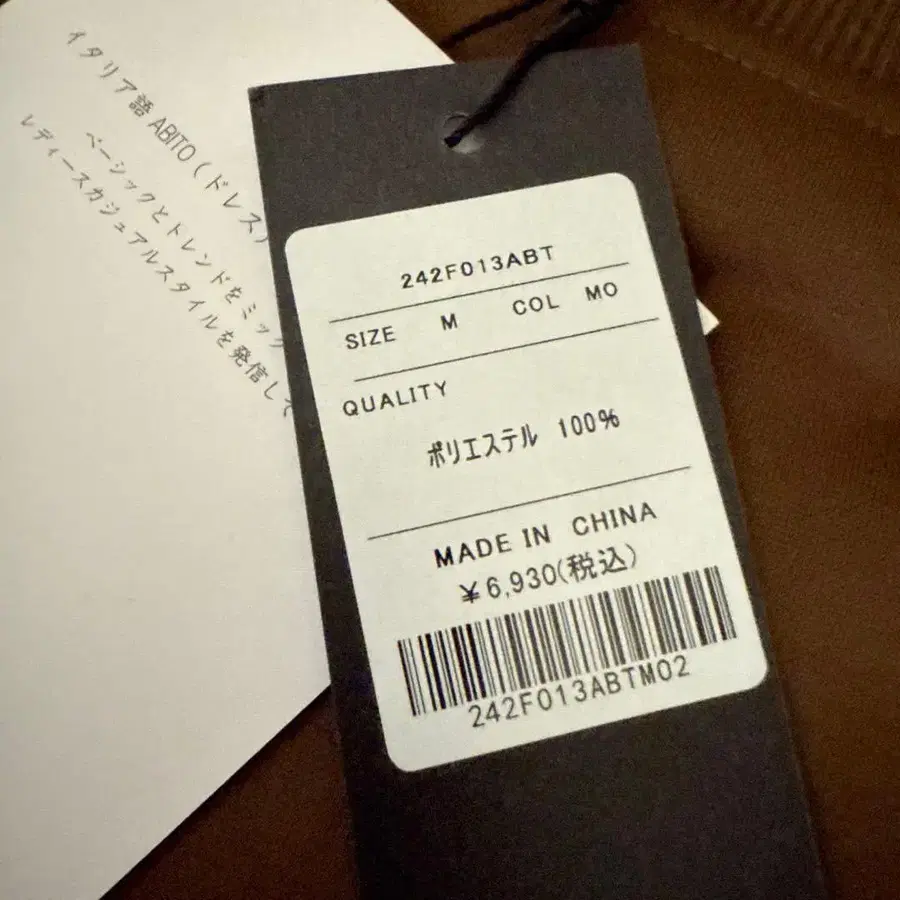 イタリア語 ABITO (ドレス)
ベーシックとトレンドをミック
レディースカジュアルスタイルを発信して
242F013ABT
SIZE M COL MO
QUALITY
ポリエステル 100%
MADE IN CHINA
¥6,930(税込)
242F013ABTM02